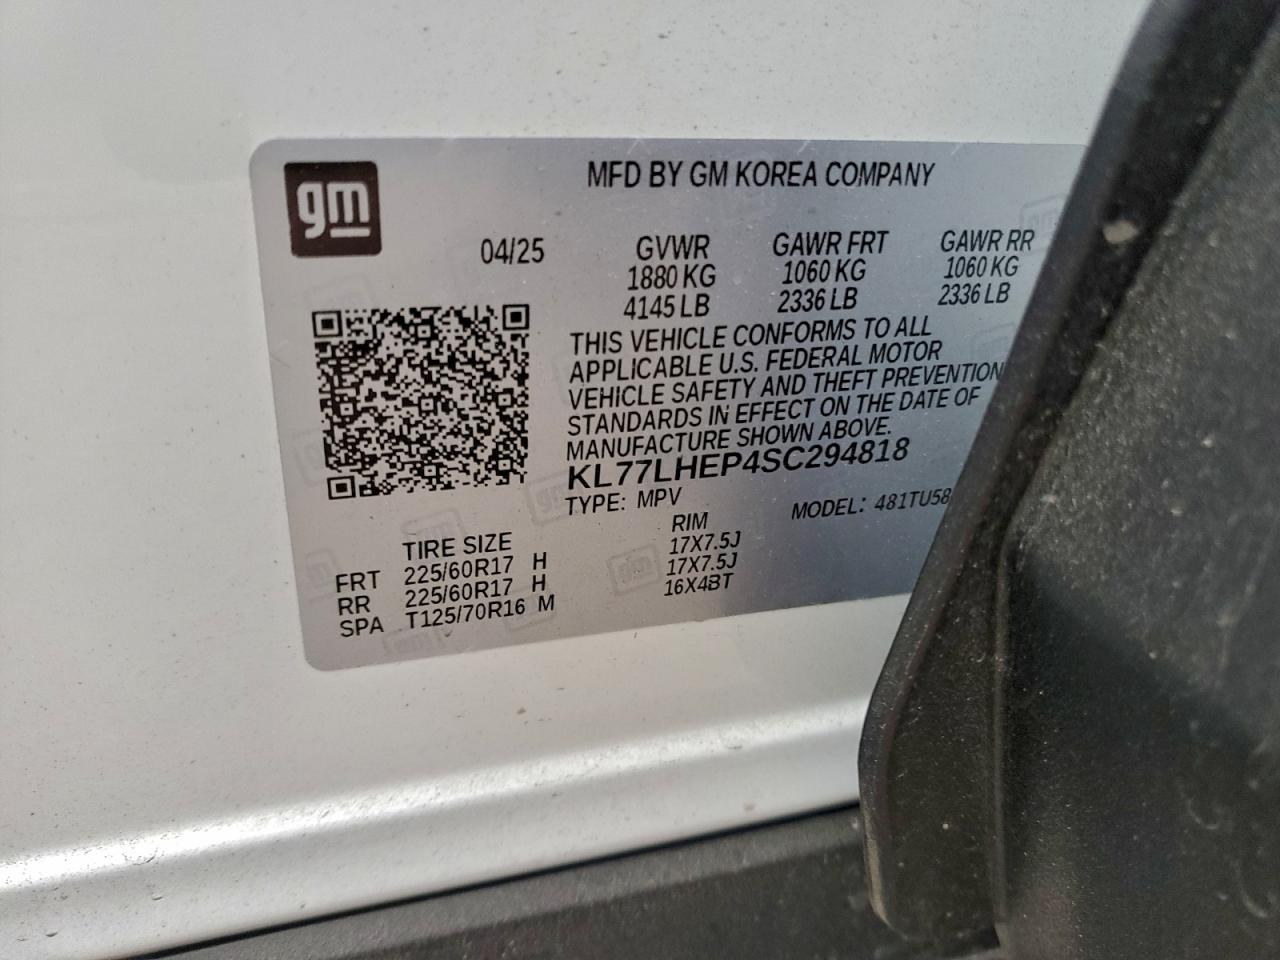 gm
MFD BY GM KOREA COMPANY
04/25 GVWR GAWR FRT GAWR RR
1880 KG 1060 KG 1060 KG
4145 LB 2336 LB 2336 LB
THIS VEHICLE CONFORMS TO ALL
APPLICABLE U.S. FEDERAL MOTOR
VEHICLE SAFETY AND THEFT PREVENTION
STANDARDS IN EFFECT ON THE DATE OF
MANUFACTURE SHOWN ABOVE.
KL77LHEP4SC294818
TYPE: MPV MODEL: 481TU58
TIRE SIZE RIM
FRT 225/60R17 H 17X7.5J
RR 225/60R17 H 17X7.5J
SPA T125/70R16 M 16X4BT